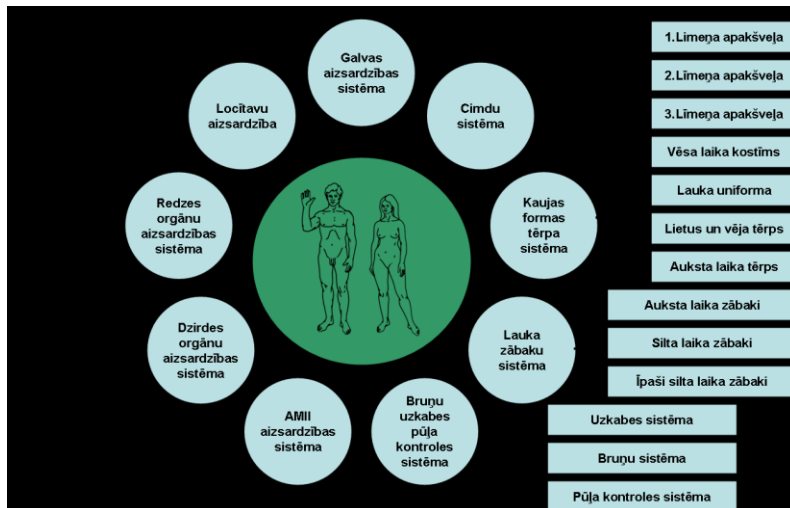 Galvas
aizsardzības
sistēma
Cimdu
sistēma
Kaujas
formas
tērpa
sistēma
Lauka
zābaku
sistēma
Bruņu
uzkabes
pūļa
kontroles
sistēma
AMII
aizsardzības
sistēma
Dzirdes
orgānu
aizsardzības
sistēma
Redzes
orgānu
aizsardzības
sistēma
Locītavu
aizsardzība
1.Limeņa apakšveļa
2.Līmeņa apakšveļa
3.Līmeņa apakšveļa
Vēsa laika kostīms
Lauka uniforma
Lietus un vēja tērps
Auksta laika tērps
Auksta laika zābaki
Silta laika zābaki
Īpaši silta laika zābaki
Uzkabes sistēma
Bruņu sistēma
Pūļa kontroles sistēma